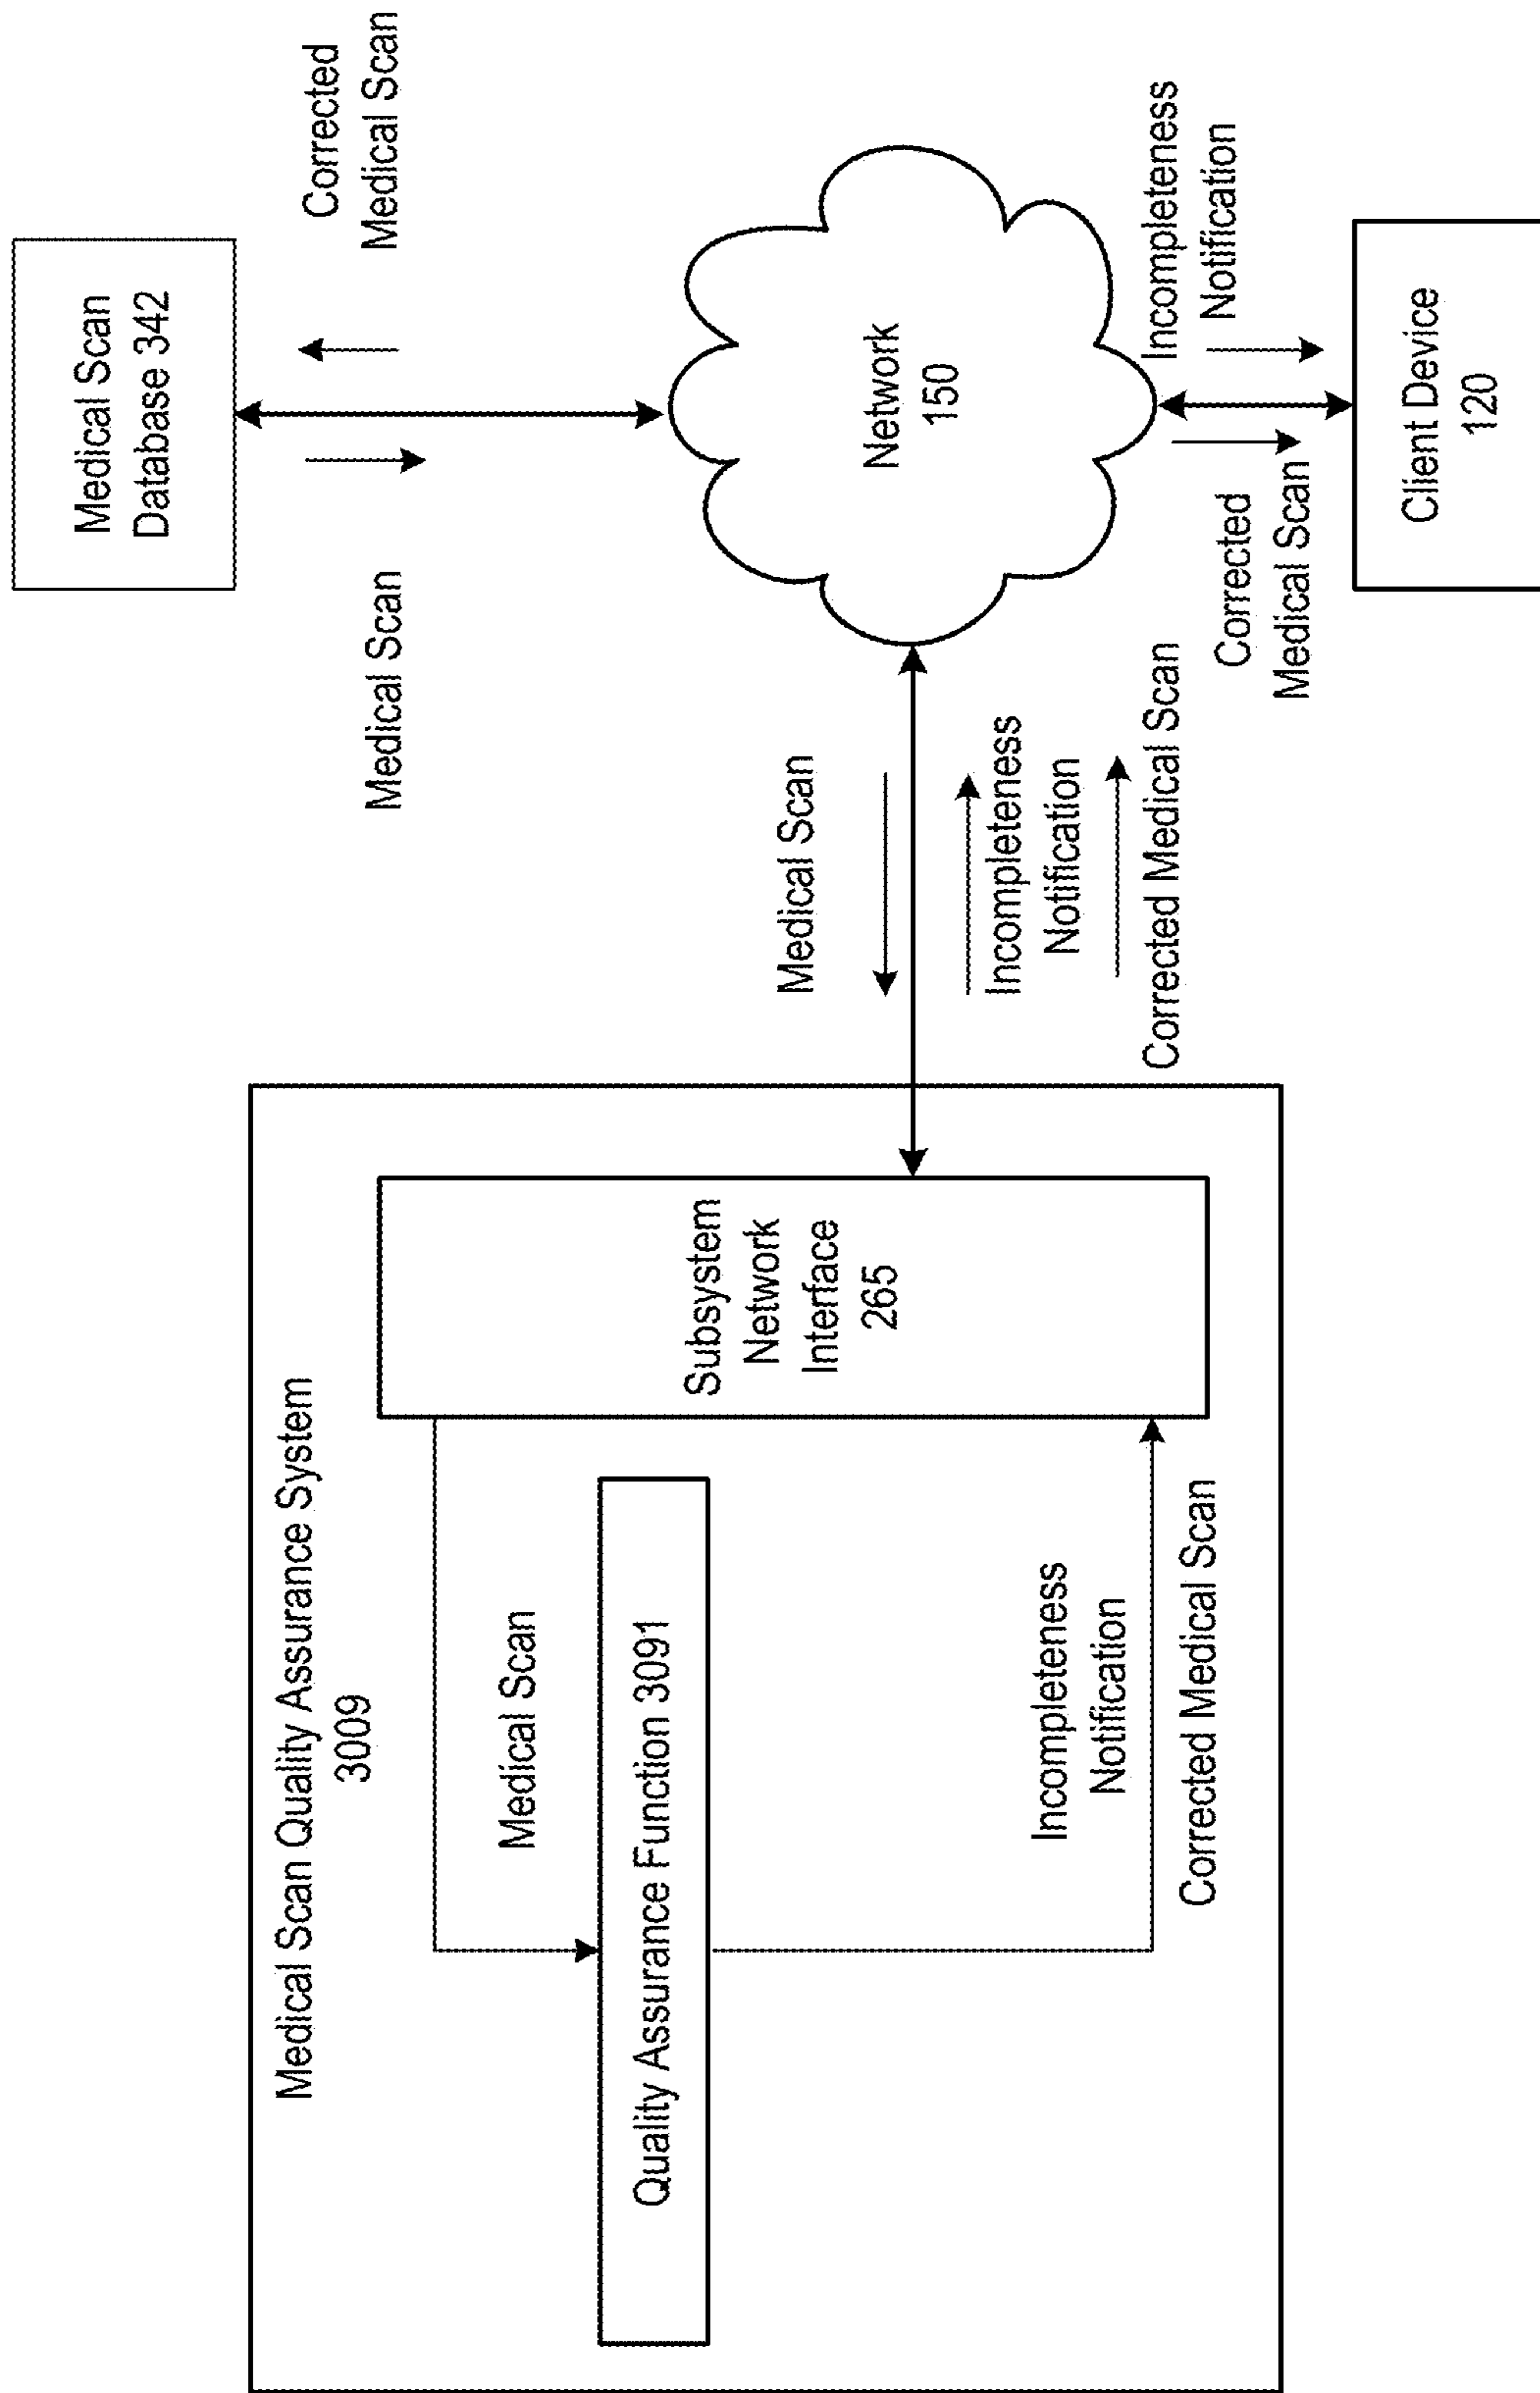 Medical Scan Quality Assurance System
3009
Medical Scan
Quality Assurance Function 3091
Incompleteness
Notification
Corrected Medical Scan
Subsystem
Network
Interface
265
Medical Scan
Incompleteness
Notification
Corrected Medical Scan
Medical Scan
Database 342
Medical Scan
Corrected
Medical Scan
Network
150
Corrected
Medical Scan
Incompleteness
Notification
Client Device
120